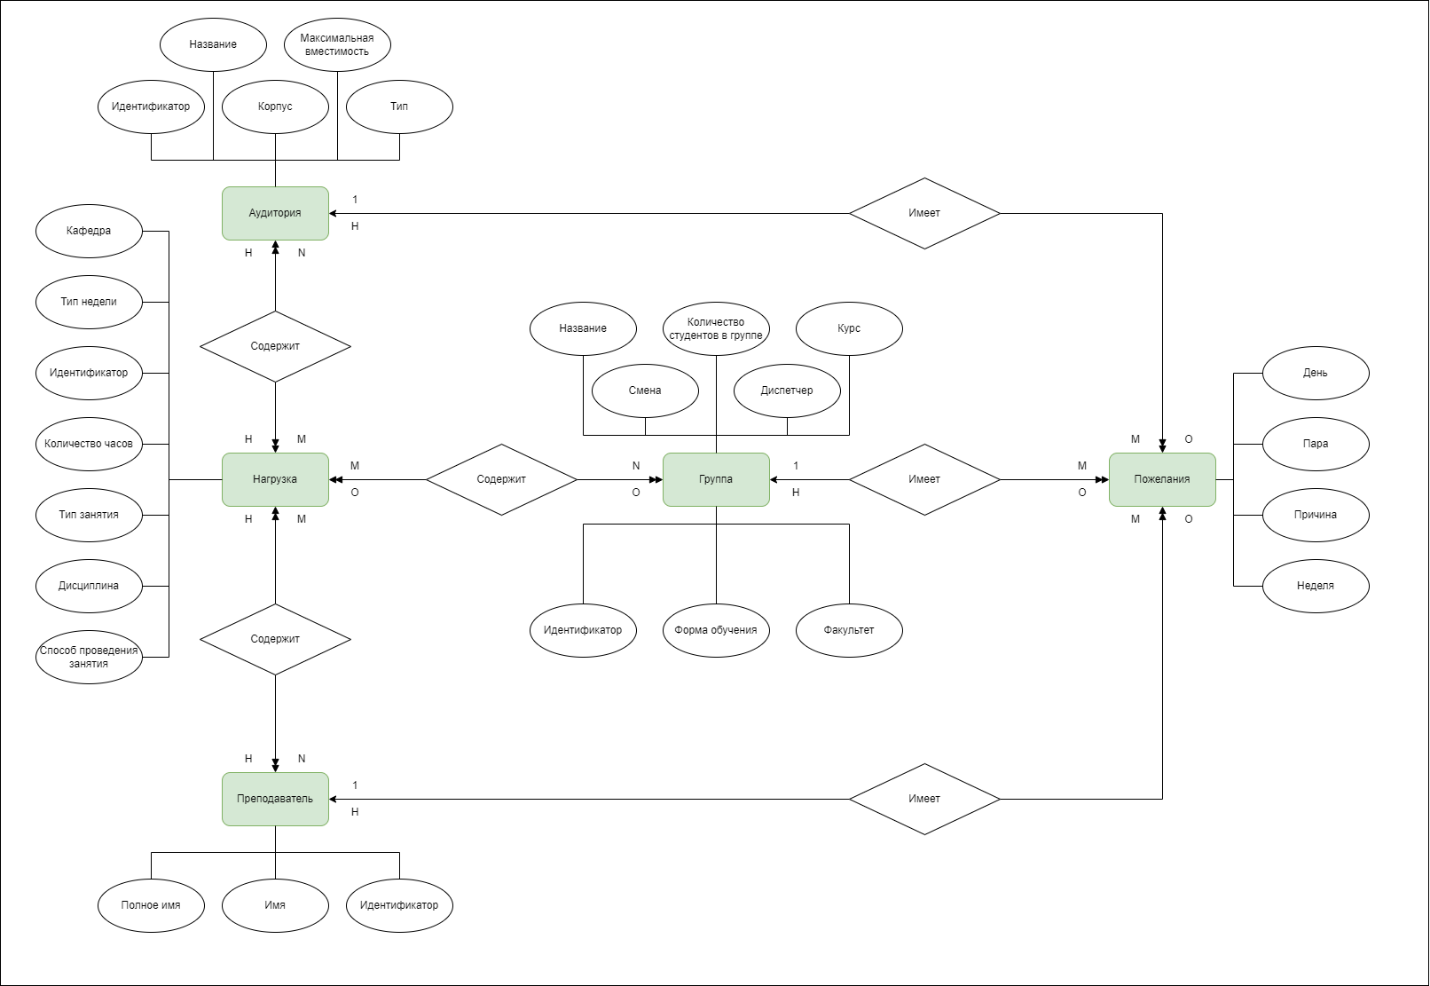 Название
Максимальная
вместимость
Идентификатор
Корпус
Тип
Аудитория
1
Н
Имеет
Н
N
Кафедра
Тип недели
Идентификатор
Количество часов
Тип занятия
Дисциплина
Способ проведения
занятия
Содержит
Н
М
Нагрузка
М
О
Н
М
Содержит
N
О
Название
Количество
студентов в группе
Курс
Смена
Диспетчер
Группа
1
Н
Имеет
М
О
М
О
Пожелания
М
О
День
Пара
Причина
Неделя
Идентификатор
Форма обучения
Факультет
Содержит
Н
N
Преподаватель
1
Н
Имеет
Полное имя
Имя
Идентификатор